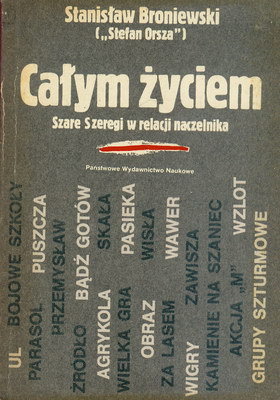 Stanisław Broniewski
(„Stefan Orsza”)
Całym życiem
Szare Szeregi w relacji naczelnika
Państwowe Wydawnictwo Naukowe
UL
BOJOWE SZKOŁY
PARASOL
PUSZCZA
PRZEMYSŁAW
ŹRÓDŁO
BĄDŹ GOTÓW
AGRYKOLA
SKAŁA
WIELKA GRA
PASIEKA
WISŁA
OBRAZ
ZA LASEM
WAWER
WIGRY
ZAWISZA
KAMIENIE NA SZANIEC
AKCJA „M”
WZLOT
GRUPY SZTURMOWE